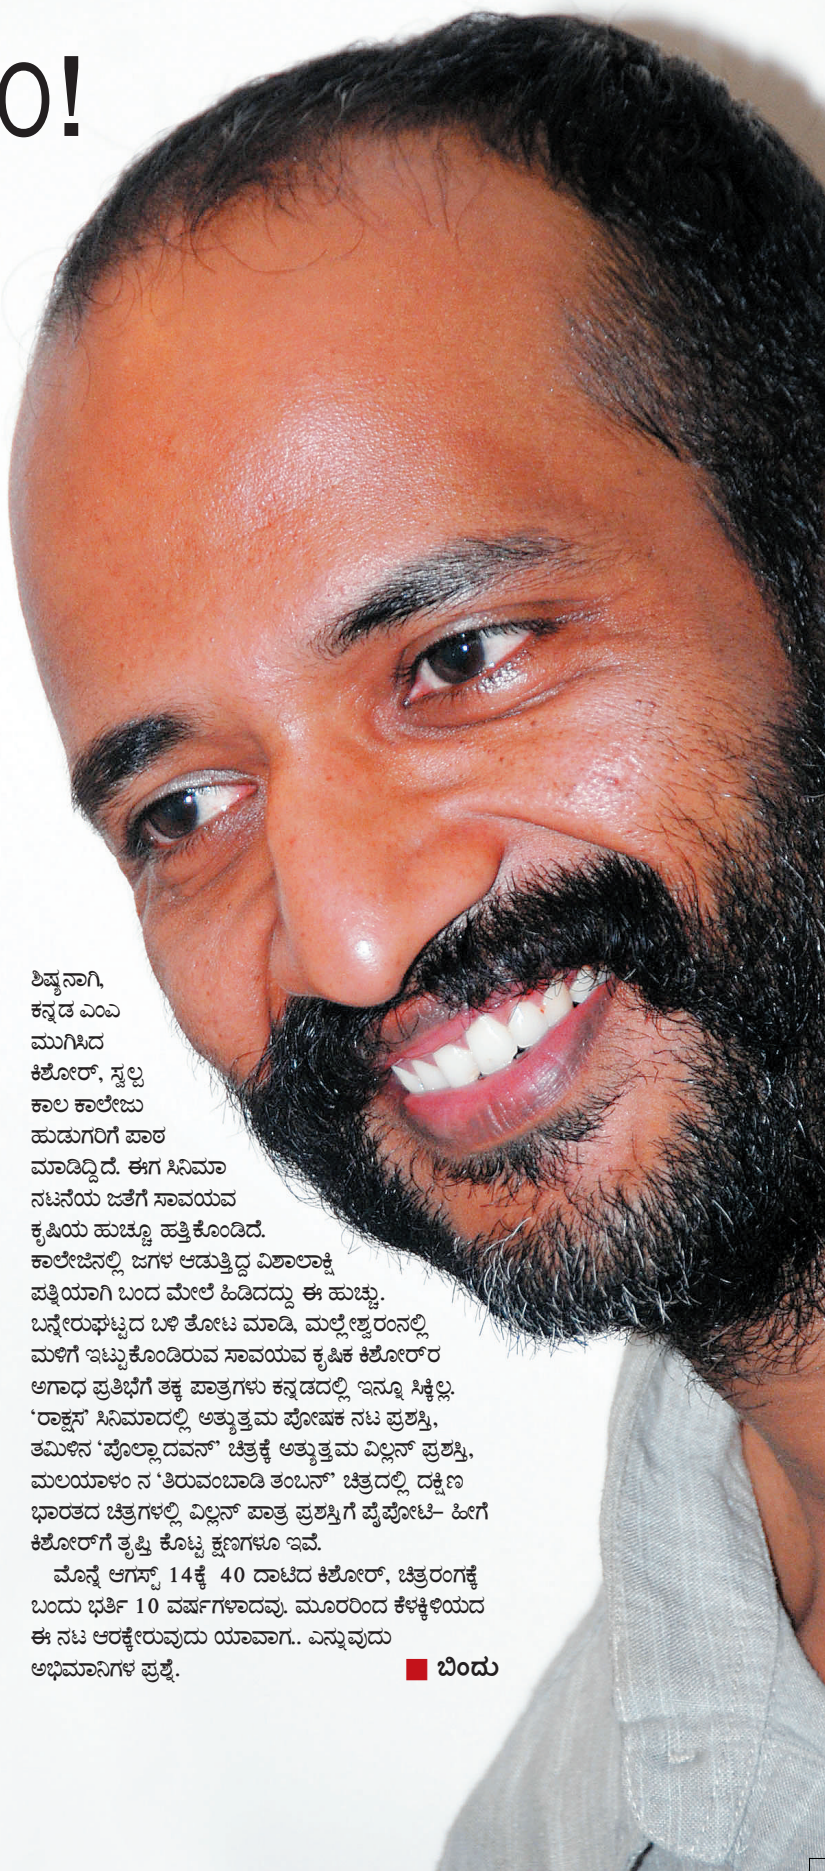 ೦!
ಶಿಷ್ಯನಾಗಿ,
ಕನ್ನಡ ಎಂಎ
ಮುಗಿಸಿದ
ಕಿಶೋರ್, ಸ್ವಲ್ಪ
ಕಾಲ ಕಾಲೇಜು
ಹುಡುಗರಿಗೆ ಪಾಠ
ಮಾಡಿದ್ದಿದೆ. ಈಗ ಸಿನಿಮಾ
ನಟನೆಯ ಜತೆಗೆ ಸಾವಯವ
ಕೃಷಿಯ ಹುಚ್ಚೂ ಹತ್ತಿಕೊಂಡಿದೆ.
ಕಾಲೇಜಿನಲ್ಲಿ ಜಗಳ ಆಡುತ್ತಿದ್ದ ವಿಶಾಲಾಕ್ಷಿ
ಪತ್ನಿಯಾಗಿ ಬಂದ ಮೇಲೆ ಹಿಡಿದದ್ದು ಈ ಹುಚ್ಚು.
ಬನ್ನೇರುಘಟ್ಟದ ಬಳಿ ತೋಟ ಮಾಡಿ, ಮಲ್ಲೇಶ್ವರಂನಲ್ಲಿ
ಮಳಿಗೆ ಇಟ್ಟುಕೊಂಡಿರುವ ಸಾವಯವ ಕೃಷಿಕ ಕಿಶೋರ್‌ರ
ಅಗಾಧ ಪ್ರತಿಭೆಗೆ ತಕ್ಕ ಪಾತ್ರಗಳು ಕನ್ನಡದಲ್ಲಿ ಇನ್ನೂ ಸಿಕ್ಕಿಲ್ಲ.
‘ರಾಕ್ಷಸ’ ಸಿನಿಮಾದಲ್ಲಿ ಅತ್ಯುತ್ತಮ ಪೋಷಕ ನಟ ಪ್ರಶಸ್ತಿ,
ತಮಿಳಿನ ‘ಪೊಲ್ಲಾದವನ್’ ಚಿತ್ರಕ್ಕೆ ಅತ್ಯುತ್ತಮ ವಿಲ್ಲನ್ ಪ್ರಶಸ್ತಿ,
ಮಲಯಾಳಂ ನ ‘ತಿರುವಂಬಾಡಿ ತಂಬನ್’ ಚಿತ್ರದಲ್ಲಿ ದಕ್ಷಿಣ
ಭಾರತದ ಚಿತ್ರಗಳಲ್ಲಿ ವಿಲ್ಲನ್ ಪಾತ್ರ ಪ್ರಶಸ್ತಿಗೆ ಪೈಪೋಟಿ– ಹೀಗೆ
ಕಿಶೋರ್‌ಗೆ ತೃಪ್ತಿ ಕೊಟ್ಟ ಕ್ಷಣಗಳೂ ಇವೆ.
ಮೊನ್ನೆ ಆಗಸ್ಟ್ 14ಕ್ಕೆ 40 ದಾಟಿದ ಕಿಶೋರ್, ಚಿತ್ರರಂಗಕ್ಕೆ
ಬಂದು ಭರ್ತಿ 10 ವರ್ಷಗಳಾದವು. ಮೂರರಿಂದ ಕೆಳಕ್ಕಿಳಿಯದ
ಈ ನಟ ಆರಕ್ಕೇರುವುದು ಯಾವಾಗ.. ಎನ್ನುವುದು
ಅಭಿಮಾನಿಗಳ ಪ್ರಶ್ನೆ.
ಬಿಂದು